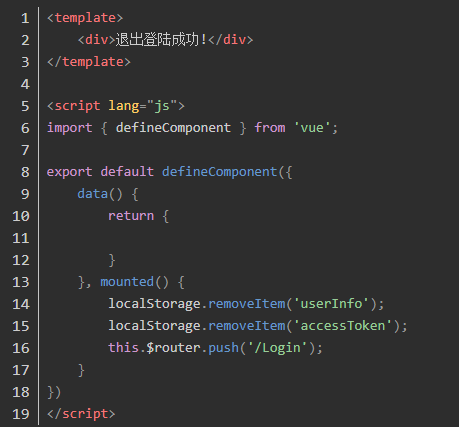 1 <template>
2     <div>退出登陆成功!</div>
3 </template>
4
5 <script lang="js">
6 import { defineComponent } from 'vue';
7
8 export default defineComponent({
9     data() {
10         return {
11
12         }
13     }, mounted() {
14         localStorage.removeItem('userInfo');
15         localStorage.removeItem('accessToken');
16         this.$router.push('/Login');
17     }
18 })
19 </script>